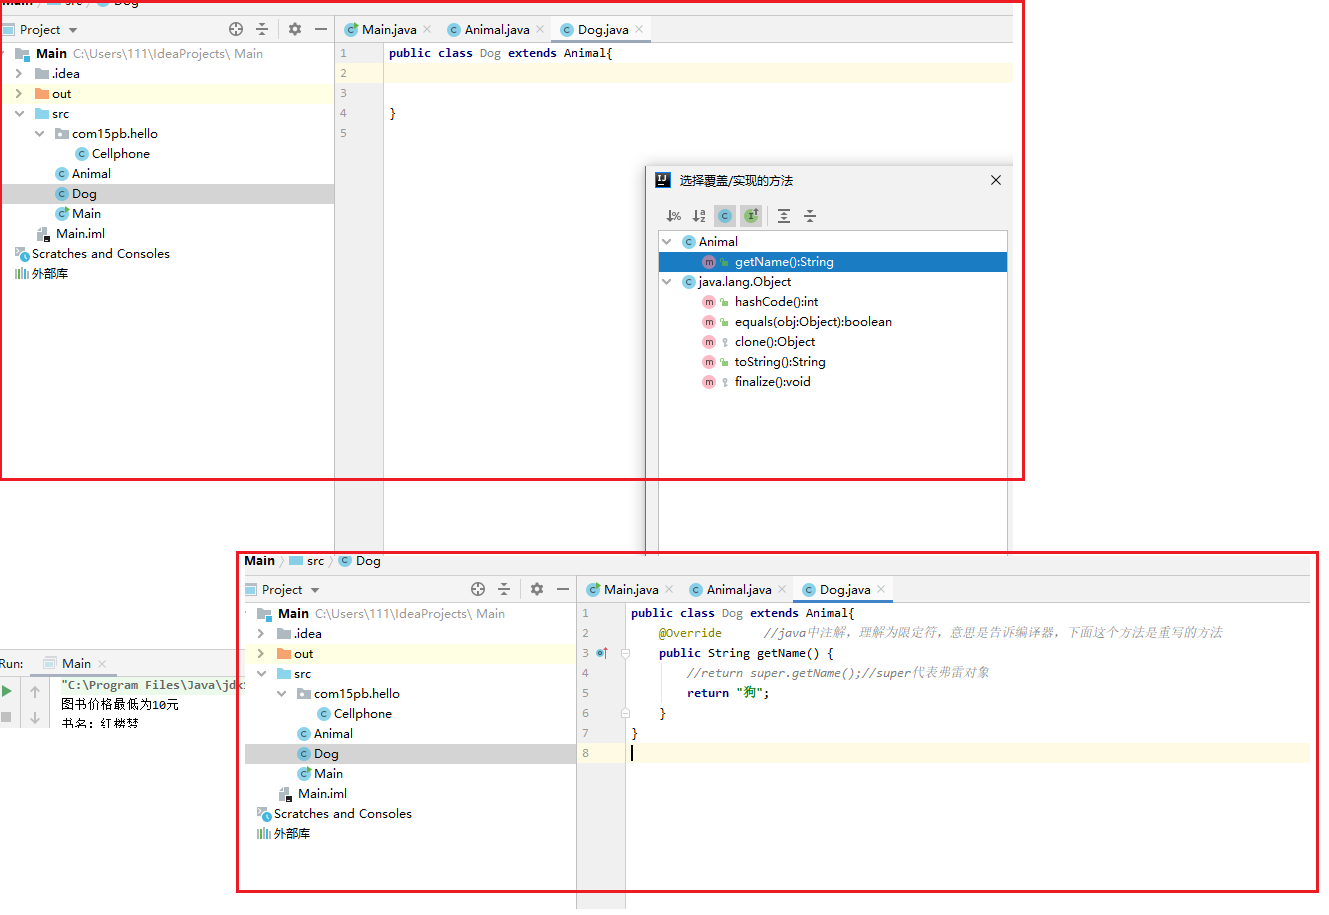 Main src Dog
Project
Main.java Animal.java Dog.java
Main C:\Users\111\IdeaProjects\ Main
.idea
out
src
com15pb.hello
Cellphone
Animal
Dog
Main
Main.iml
Scratches and Consoles
外部库
1 public class Dog extends Animal{
2
3
4 }
5
选择覆盖/实现的方法
Animal
getName():String
java.lang.Object
hashCode():int
equals(obj:Object):boolean
clone():Object
toString():String
finalize():void
Main src Dog
Project
Main.java Animal.java Dog.java
Main C:\Users\111\IdeaProjects\ Main
.idea
out
src
com15pb.hello
Cellphone
Animal
Dog
Main
Main.iml
Scratches and Consoles
外部库
1 public class Dog extends Animal{
2 @Override //java中注解，理解为限定符，意思是告诉编译器，下面这个方法是重写的方法
3 public String getName() {
4 //return super.getName();//super代表弗雷对象
5 return "狗";
6 }
7 }
8
Run: Main
"C:\Program Files\Java\jdk
图书价格最低为10元
书名：红楼梦